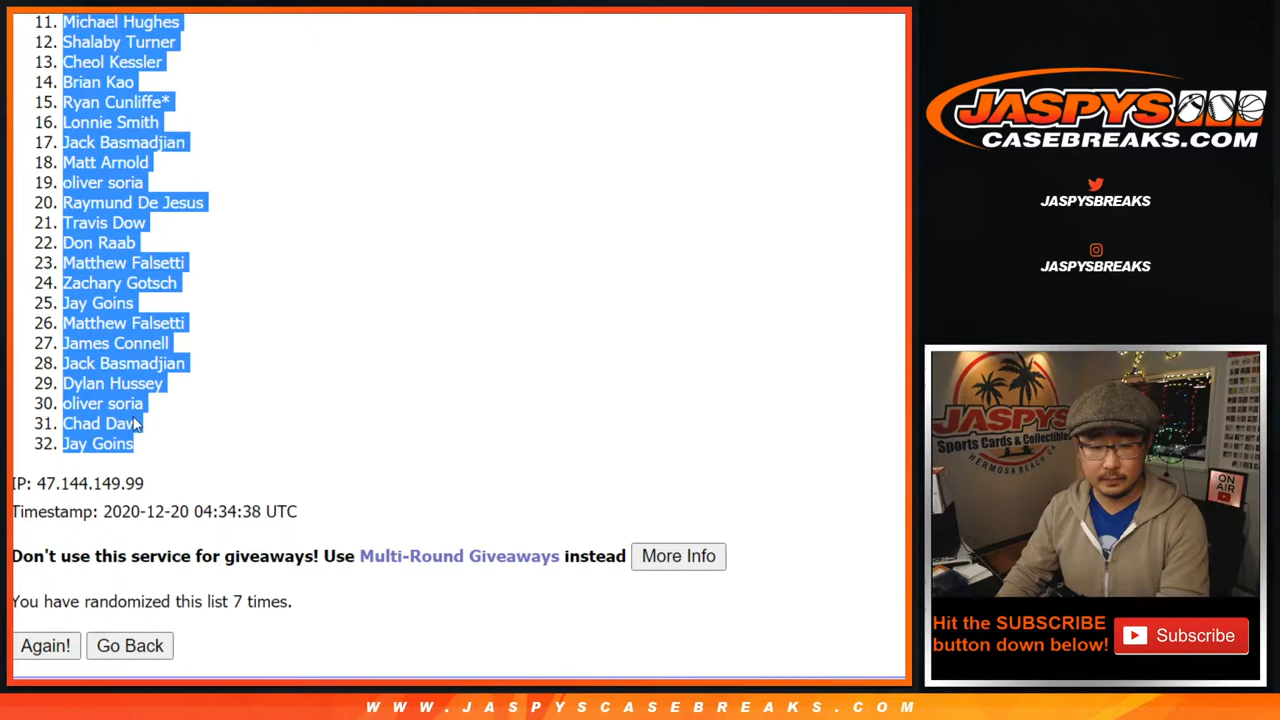 11. Michael Hughes
12. Shalaby Turner
13. Cheol Kessler
14. Brian Kao
15. Ryan Cunliffe*
16. Lonnie Smith
17. Jack Basmadjian
18. Matt Arnold
19. oliver soria
20. Raymund De Jesus
21. Travis Dow
22. Don Raab
23. Matthew Falsetti
24. Zachary Gotsch
25. Jay Goins
26. Matthew Falsetti
27. James Connell
28. Jack Basmadjian
29. Dylan Hussey
30. oliver soria
31. Chad
32. Jay Goins
IP: 47.144.149.99
Timestamp: 2020-12-20 04:34:38 UTC
Don't use this service for giveaways! Use Multi-Round Giveaways instead More Info
You have randomized this list 7 times.
Again! Go Back
JASPYS
CASEBREAKS.COM
JASPYSBREAKS
JASPYSBREAKS
JASPYS
Sports Cards & Collectibles
HERMOSA BEACH, CA
ON
AIR
Hit the SUBSCRIBE
button down below!
Subscribe
WWW.JASPYSCASEBREAKS.COM